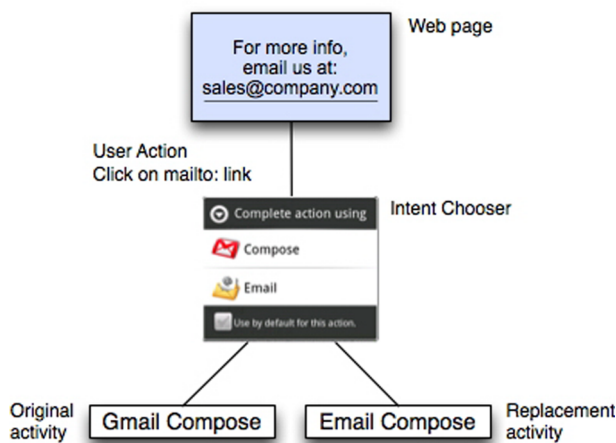 Web page
For more info,
email us at:
sales@company.com
User Action
Click on mailto: link
Complete action using
Intent Chooser
Compose
Email
Use by default for this action.
Original
activity
Gmail Compose
Email Compose
Replacement
activity